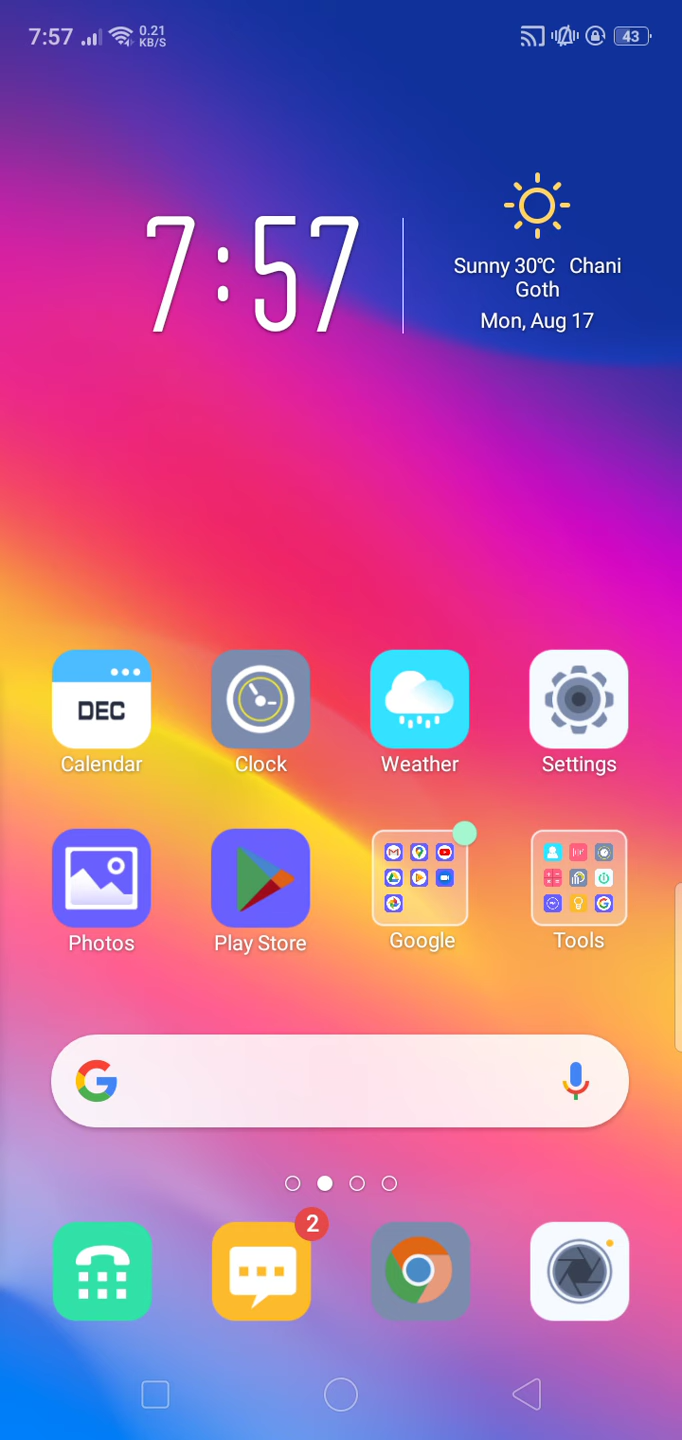 7:57 0.21 KB/S 43
7:57
Sunny 30°C Chani
Goth
Mon, Aug 17
DEC
Calendar Clock Weather Settings
Photos Play Store Google Tools
2